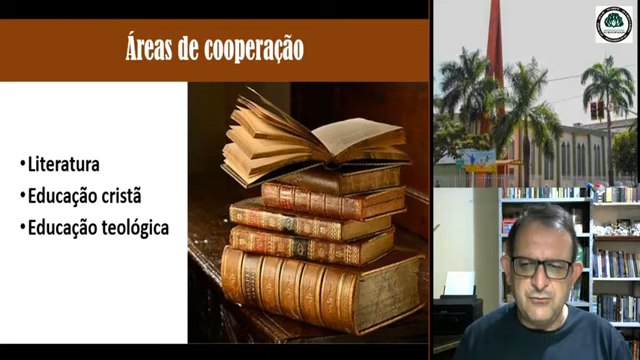 Áreas de cooperação
•Literatura
•Educação cristã
•Educação teológica